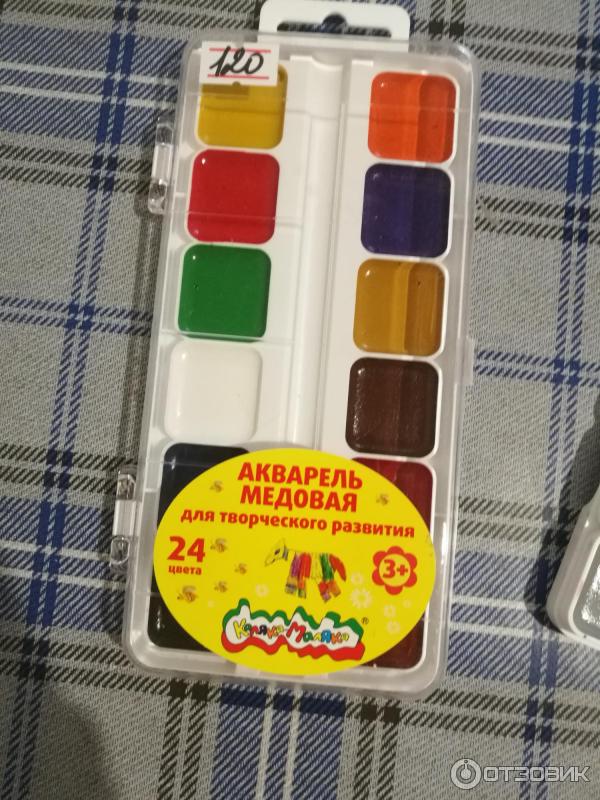 120
АКВАРЕЛЬ
МЕДОВАЯ
для творческого развития
24
цвета
3+
Каляка-Маляка®
ОТЗОВИК